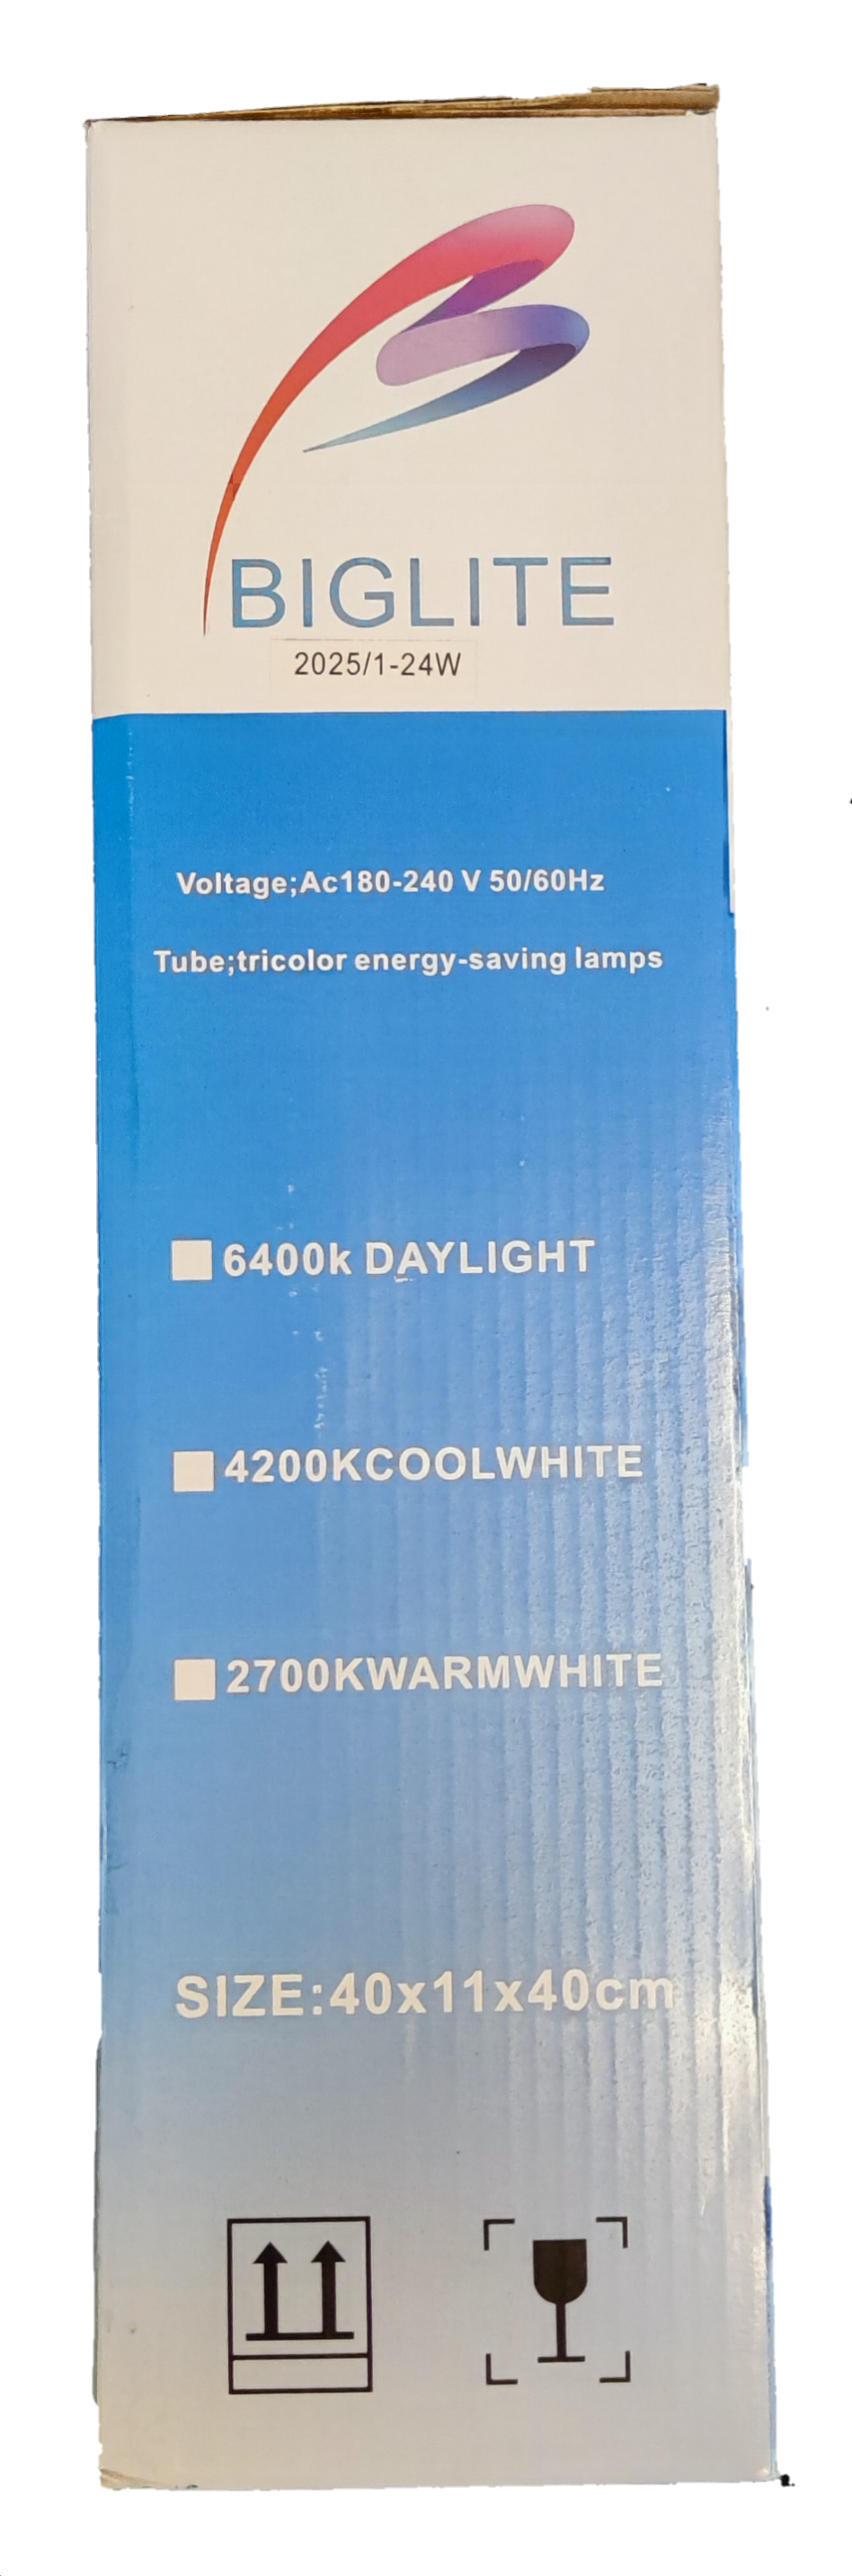 BIGLITE
2025/1-24W
Voltage;Ac180-240 V 50/60Hz
Tube;tricolor energy-saving lamps
6400k DAYLIGHT
4200KCOOLWHITE
2700KWARMWHITE
SIZE:40x11x40cm